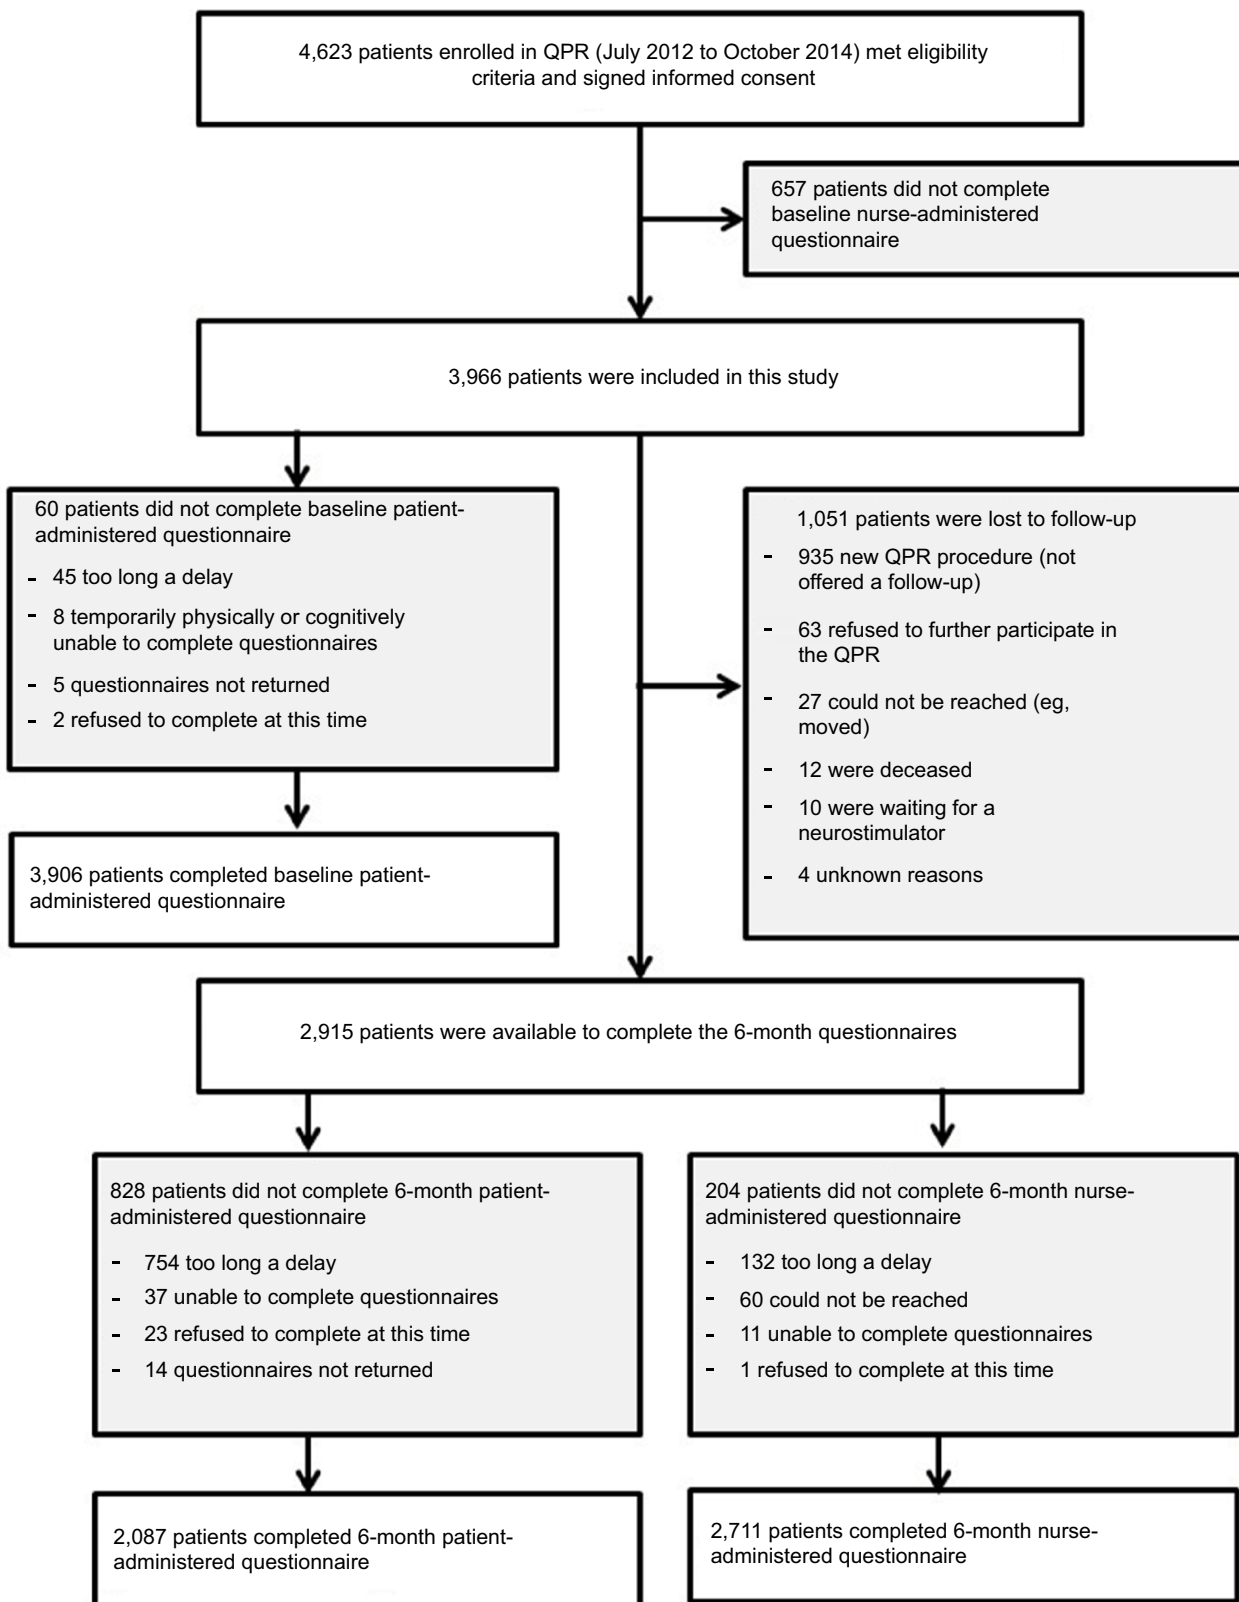 4,623 patients enrolled in QPR (July 2012 to October 2014) met eligibility
criteria and signed informed consent
657 patients did not complete
baseline nurse-administered
questionnaire
3,966 patients were included in this study
60 patients did not complete baseline patient-
administered questionnaire
- 45 too long a delay
- 8 temporarily physically or cognitively
unable to complete questionnaires
- 5 questionnaires not returned
- 2 refused to complete at this time
1,051 patients were lost to follow-up
- 935 new QPR procedure (not
offered a follow-up)
- 63 refused to further participate in
the QPR
- 27 could not be reached (eg,
moved)
- 12 were deceased
- 10 were waiting for a
neurostimulator
- 4 unknown reasons
3,906 patients completed baseline patient-
administered questionnaire
2,915 patients were available to complete the 6-month questionnaires
828 patients did not complete 6-month patient-
administered questionnaire
- 754 too long a delay
- 37 unable to complete questionnaires
- 23 refused to complete at this time
- 14 questionnaires not returned
204 patients did not complete 6-month nurse-
administered questionnaire
- 132 too long a delay
- 60 could not be reached
- 11 unable to complete questionnaires
- 1 refused to complete at this time
2,087 patients completed 6-month patient-
administered questionnaire
2,711 patients completed 6-month nurse-
administered questionnaire